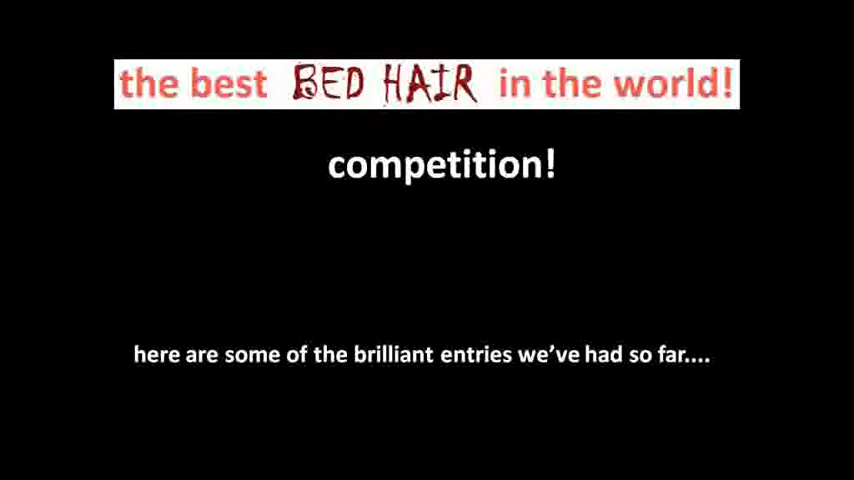 the best BED HAIR in the world!
competition!
here are some of the brilliant entries we’ve had so far....